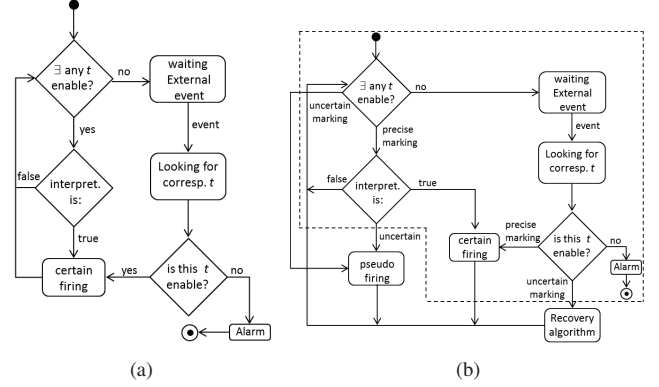 ∃ any t
enable?
no
waiting
External
event
yes
event
Looking for
corresp. t
false
interpret.
is:
true
certain
firing
yes
is this t
enable?
no
Alarm
(a)
∃ any t
enable?
no
waiting
External
event
uncertain
marking
precise
marking
event
Looking for
corresp. t
false
interpret.
is:
true
uncertain
pseudo
firing
certain
firing
precise
marking
is this t
enable?
no
Alarm
uncertain
marking
Recovery
algorithm
(b)